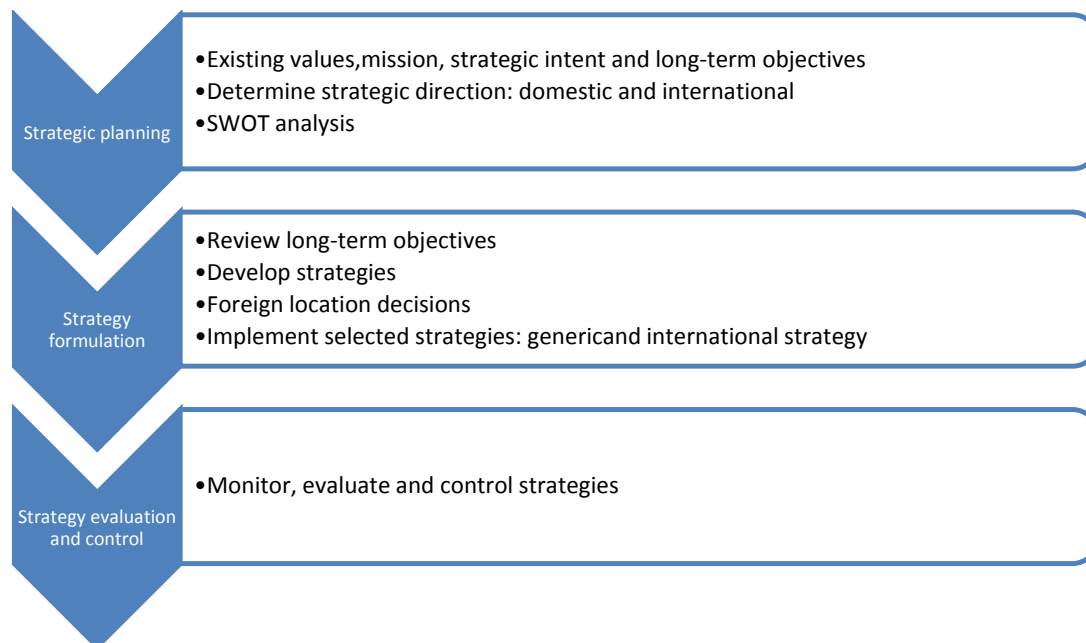 Strategic planning
•Existing values,mission, strategic intent and long-term objectives
•Determine strategic direction: domestic and international
•SWOT analysis
Strategy
formulation
•Review long-term objectives
•Develop strategies
•Foreign location decisions
•Implement selected strategies: genericand international strategy
Strategy evaluation
and control
•Monitor, evaluate and control strategies